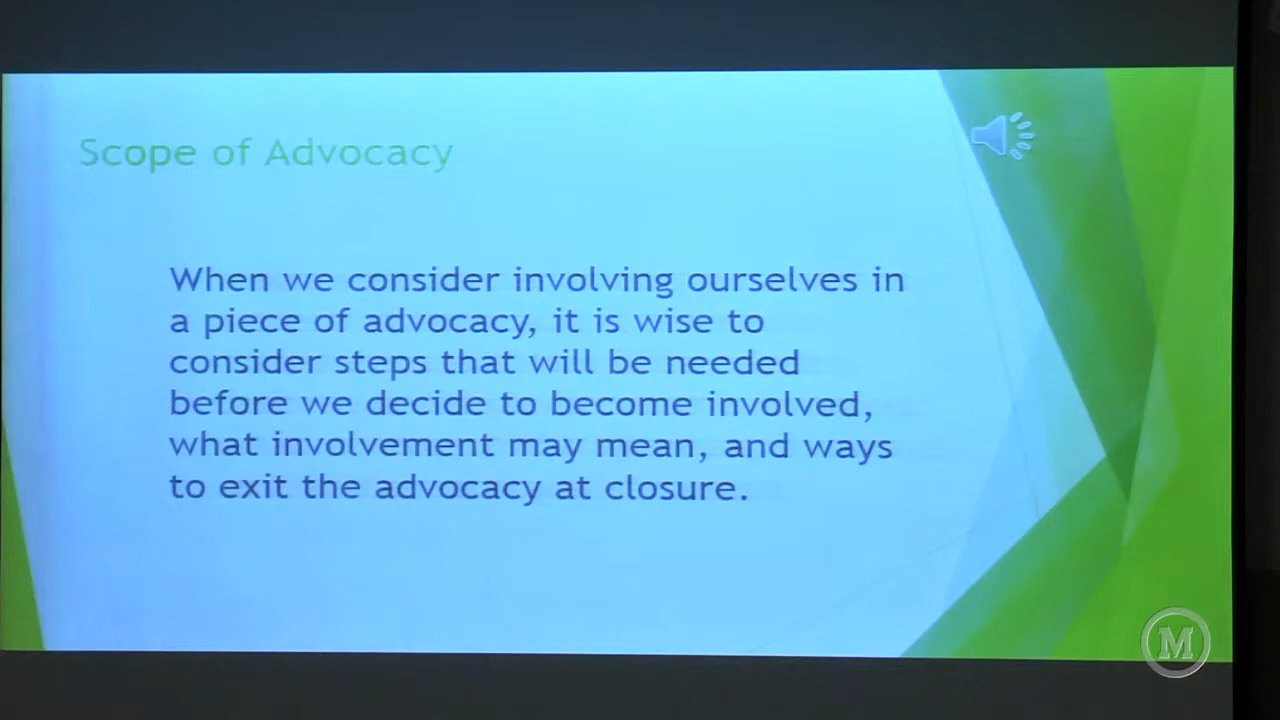 Scope of Advocacy
When we consider involving ourselves in
a piece of advocacy, it is wise to
consider steps that will be needed
before we decide to become involved,
what involvement may mean, and ways
to exit the advocacy at closure.
M